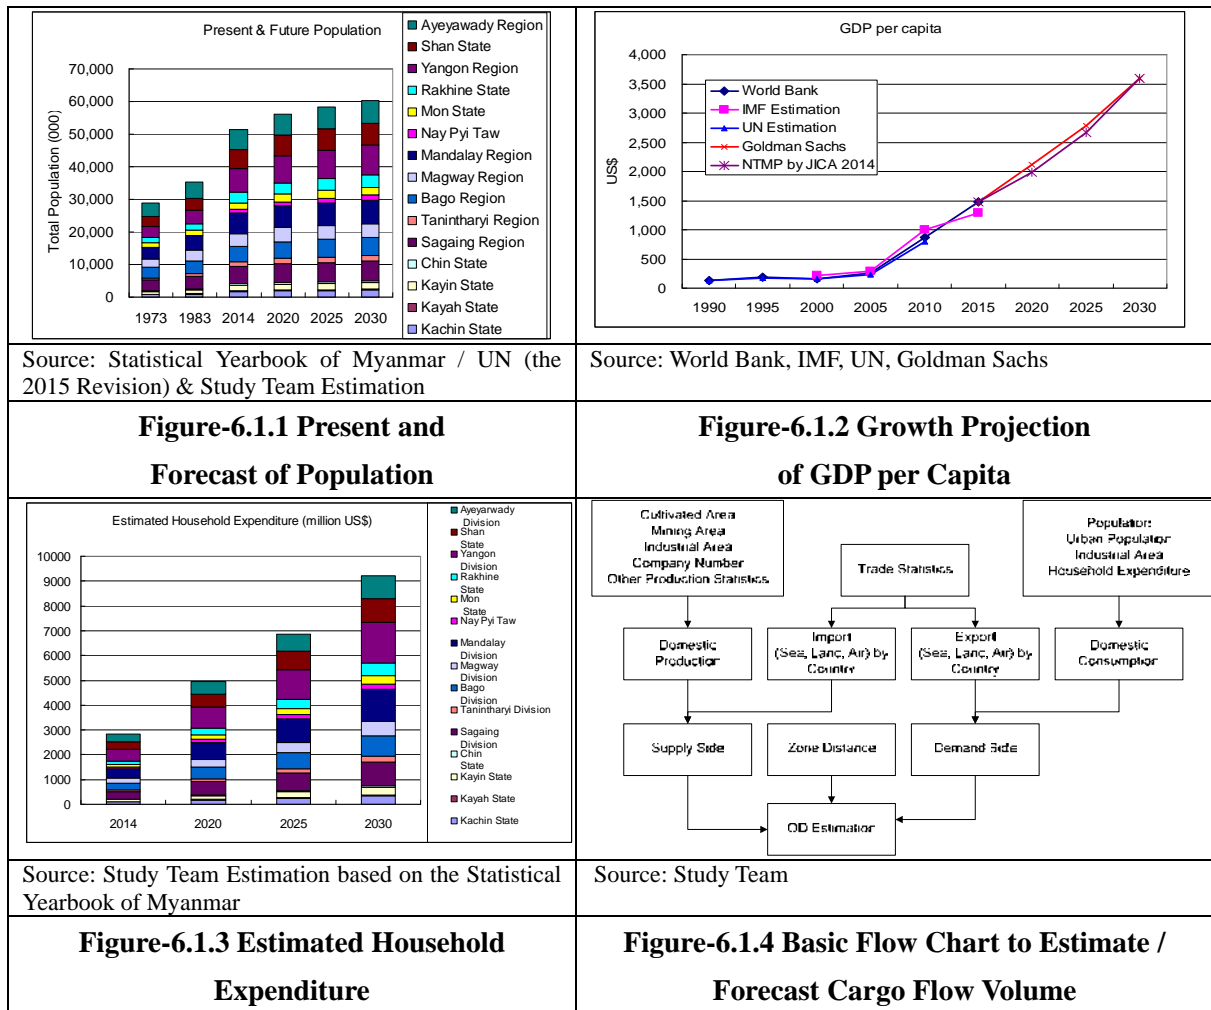 Present & Future Population
Total Population (000)
70,000
60,000
50,000
40,000
30,000
20,000
10,000
0
1973 1983 2014 2020 2025 2030
Ayeyawady Region
Shan State
Yangon Region
Rakhine State
Mon State
Nay Pyi Taw
Mandalay Region
Magway Region
Bago Region
Tanintharyi Region
Sagaing Region
Chin State
Kayin State
Kayah State
Kachin State
GDP per capita
US$
4,000
3,500
3,000
2,500
2,000
1,500
1,000
500
0
1990 1995 2000 2005 2010 2015 2020 2025 2030
World Bank
IMF Estimation
UN Estimation
Goldman Sachs
NTMP by JICA 2014
Source: Statistical Yearbook of Myanmar / UN (the
2015 Revision) & Study Team Estimation
Source: World Bank, IMF, UN, Goldman Sachs
Figure-6.1.1 Present and
Forecast of Population
Figure-6.1.2 Growth Projection
of GDP per Capita
Estimated Household Expenditure (million US$)
10000
9000
8000
7000
6000
5000
4000
3000
2000
1000
0
2014 2020 2025 2030
Ayeyarwady
Division
Shan
State
Yangon
Division
Rakhine
State
Mon
State
Nay Pyi Taw
Mandalay
Division
Magway
Division
Bago
Division
Tanintharyi Division
Sagaing
Division
Chin
State
Kayin State
Kayah State
Kachin State
Cultivated Area
Mining Area
Industrial Area
Company Number
Other Production Statistics
Trade Statistics
Population
Urban Population
Industrial Area
Household Expenditure
Domestic
Production
Import
(Sea, Land, Air) by
Country
Export
(Sea, Land, Air) by
Country
Domestic
Consumption
Supply Side
Zone Distance
Demand Side
OD Estimation
Source: Study Team Estimation based on the Statistical
Yearbook of Myanmar
Source: Study Team
Figure-6.1.3 Estimated Household
Expenditure
Figure-6.1.4 Basic Flow Chart to Estimate /
Forecast Cargo Flow Volume